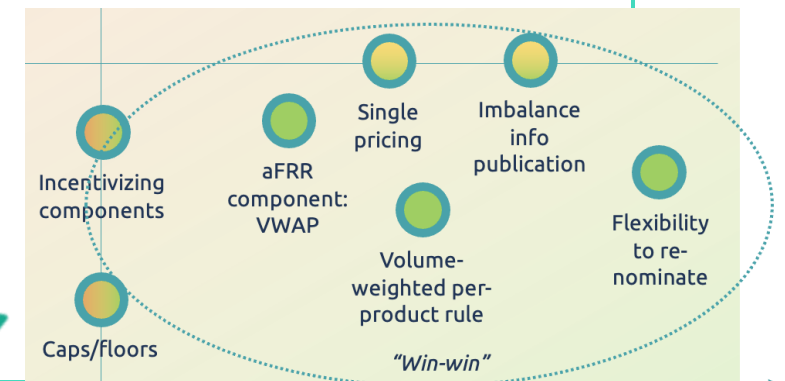 Single
pricing
Imbalance
info
publication
Incentivizing
components
aFRR
component:
VWAP
Flexibility
to re-
nominate
Volume-
weighted per-
product rule
Caps/floors
“Win-win”